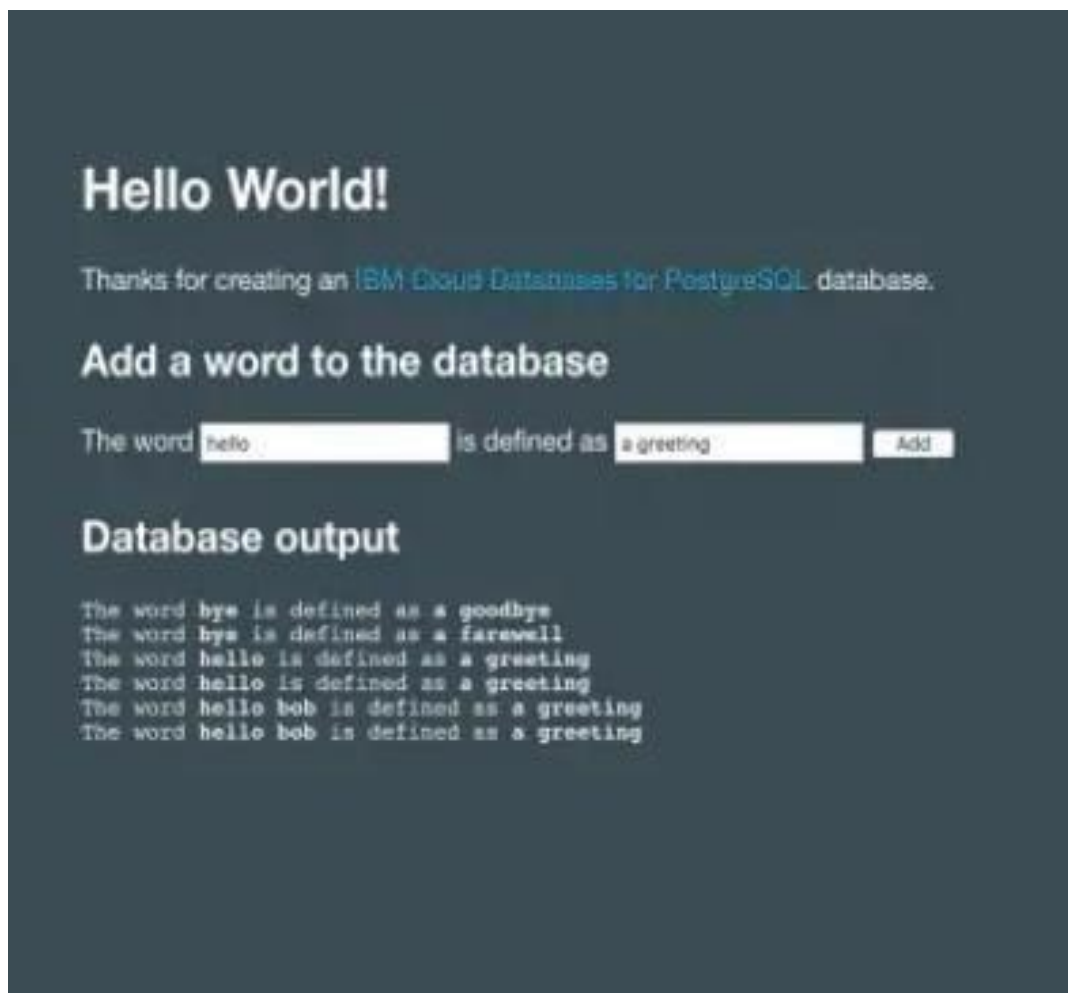 Hello World!
Thanks for creating an IBM Cloud Databases for PostgreSQL database.
Add a word to the database
The word hello is defined as a greeting Add
Database output
The word bye is defined as a goodbye
The word bye is defined as a farewell
The word hello is defined as a greeting
The word hello is defined as a greeting
The word hello bob is defined as a greeting
The word hello bob is defined as a greeting